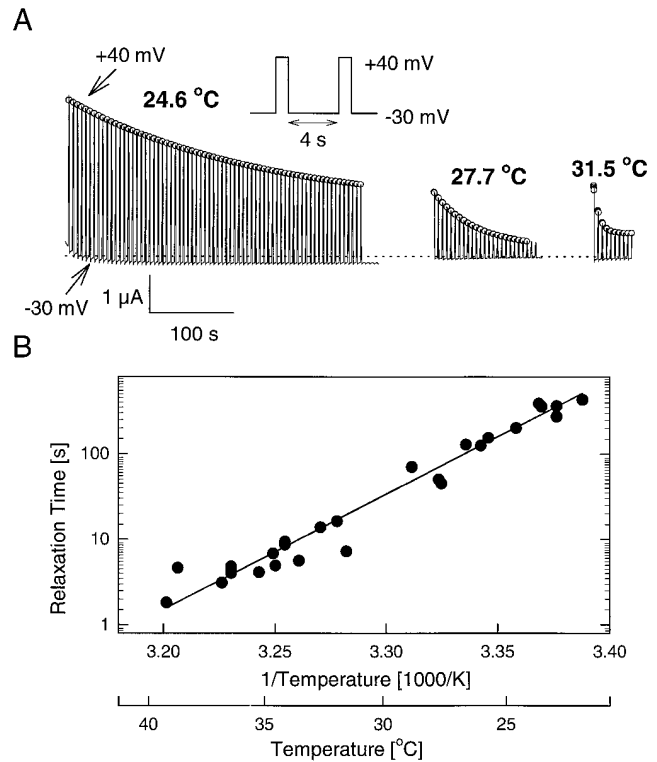 A
+40 mV
24.6 °C
+40 mV
-30 mV
4 s
27.7 °C
31.5 °C
-30 mV
1 µA
100 s
B
Relaxation Time [s]
100
10
1
3.20 3.25 3.30 3.35 3.40
1/Temperature [1000/K]
40 35 30 25
Temperature [°C]